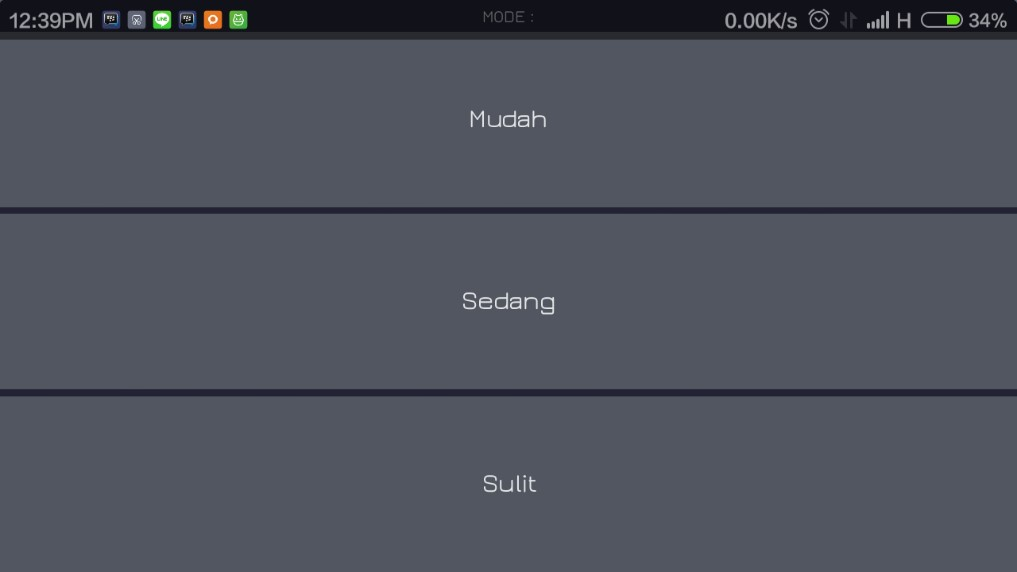 12:39PM MODE : 0.00K/s H 34%
Mudah
Sedang
Sulit